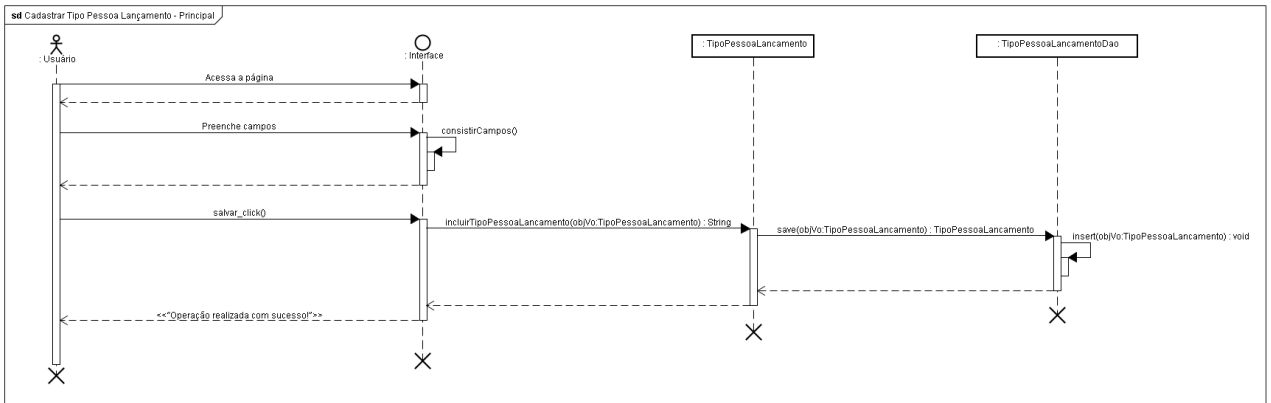 sd Cadastrar Tipo Pessoa Lançamento - Principal
: Usuário
: Interface
: TipoPessoaLancamento
: TipoPessoaLancamentoDao
Acessa a página
Preenche campos
consistirCampos()
salvar_click()
incluirTipoPessoaLancamento(objVo:TipoPessoaLancamento) : String
save(objVo:TipoPessoaLancamento) : TipoPessoaLancamento
insert(objVo:TipoPessoaLancamento) : void
<<"Operação realizada com sucesso!">>